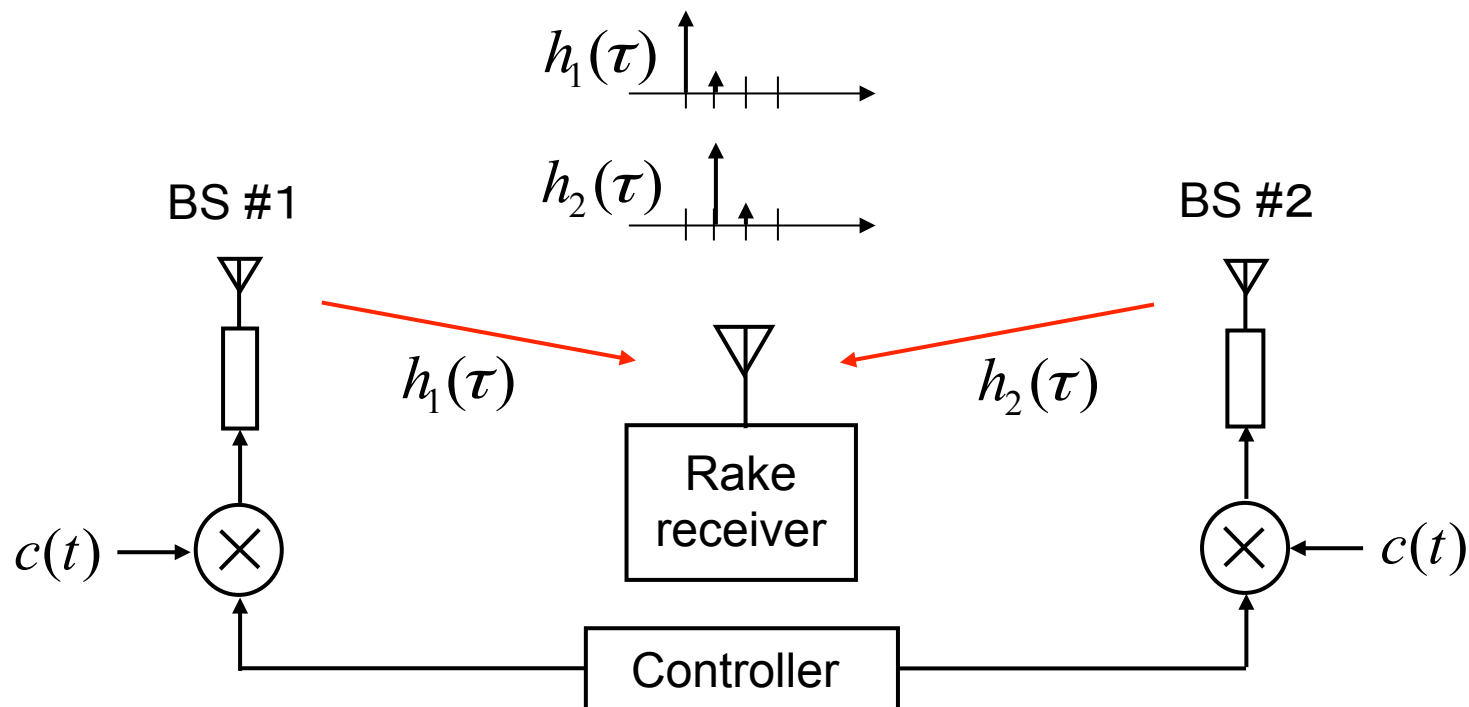 h₁(τ)
h₂(τ)
BS #1
BS #2
h₁(τ)
h₂(τ)
Rake
receiver
c(t)
c(t)
Controller